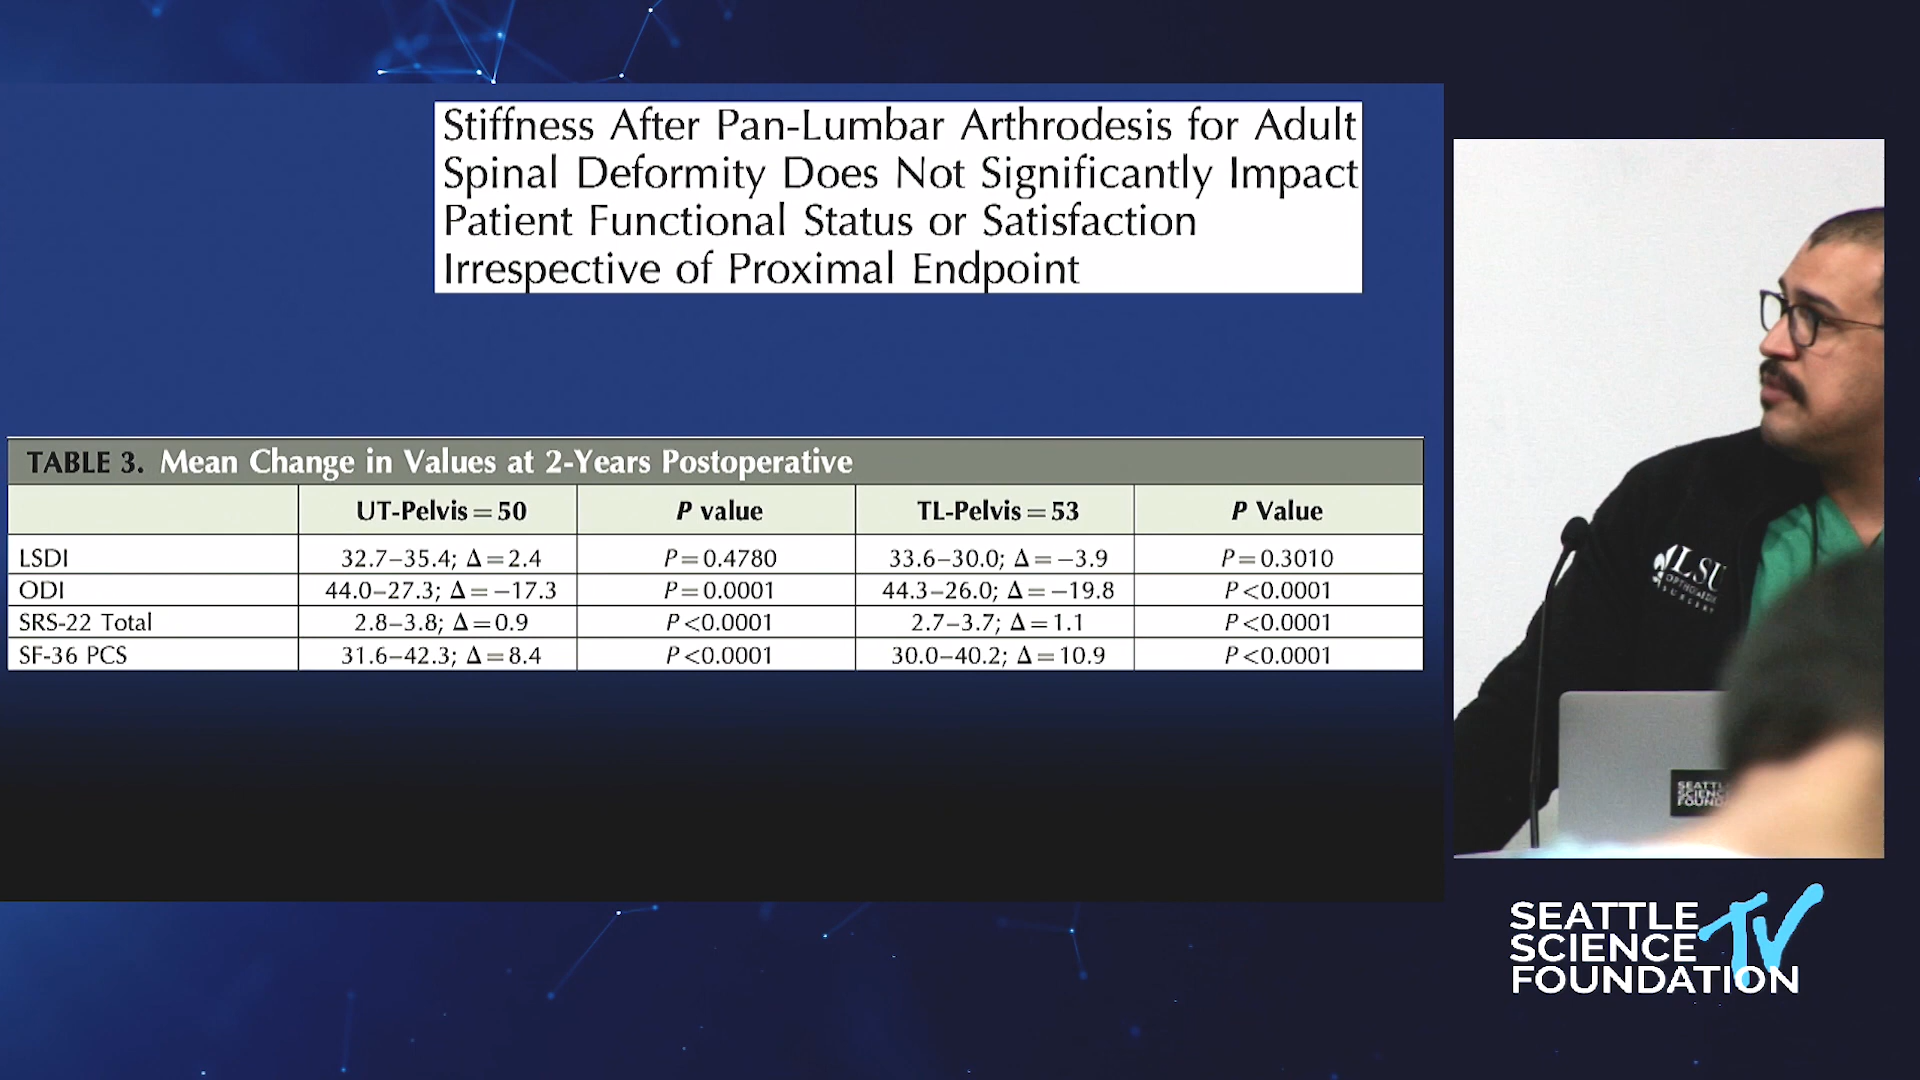 Stiffness After Pan-Lumbar Arthrodesis for Adult
Spinal Deformity Does Not Significantly Impact
Patient Functional Status or Satisfaction
Irrespective of Proximal Endpoint
TABLE 3. Mean Change in Values at 2-Years Postoperative
UT-Pelvis = 50 P value TL-Pelvis = 53 P Value
LSDI 32.7–35.4; Δ = 2.4 P = 0.4780 33.6–30.0; Δ = −3.9 P = 0.3010
ODI 44.0–27.3; Δ = −17.3 P = 0.0001 44.3–26.0; Δ = −19.8 P <0.0001
SRS-22 Total 2.8–3.8; Δ = 0.9 P <0.0001 2.7–3.7; Δ = 1.1 P <0.0001
SF-36 PCS 31.6–42.3; Δ = 8.4 P <0.0001 30.0–40.2; Δ = 10.9 P <0.0001
LSU
ORTHOPAEDIC
SURGERY
SEATTLE
SCIENCE
FOUNDATION
TV